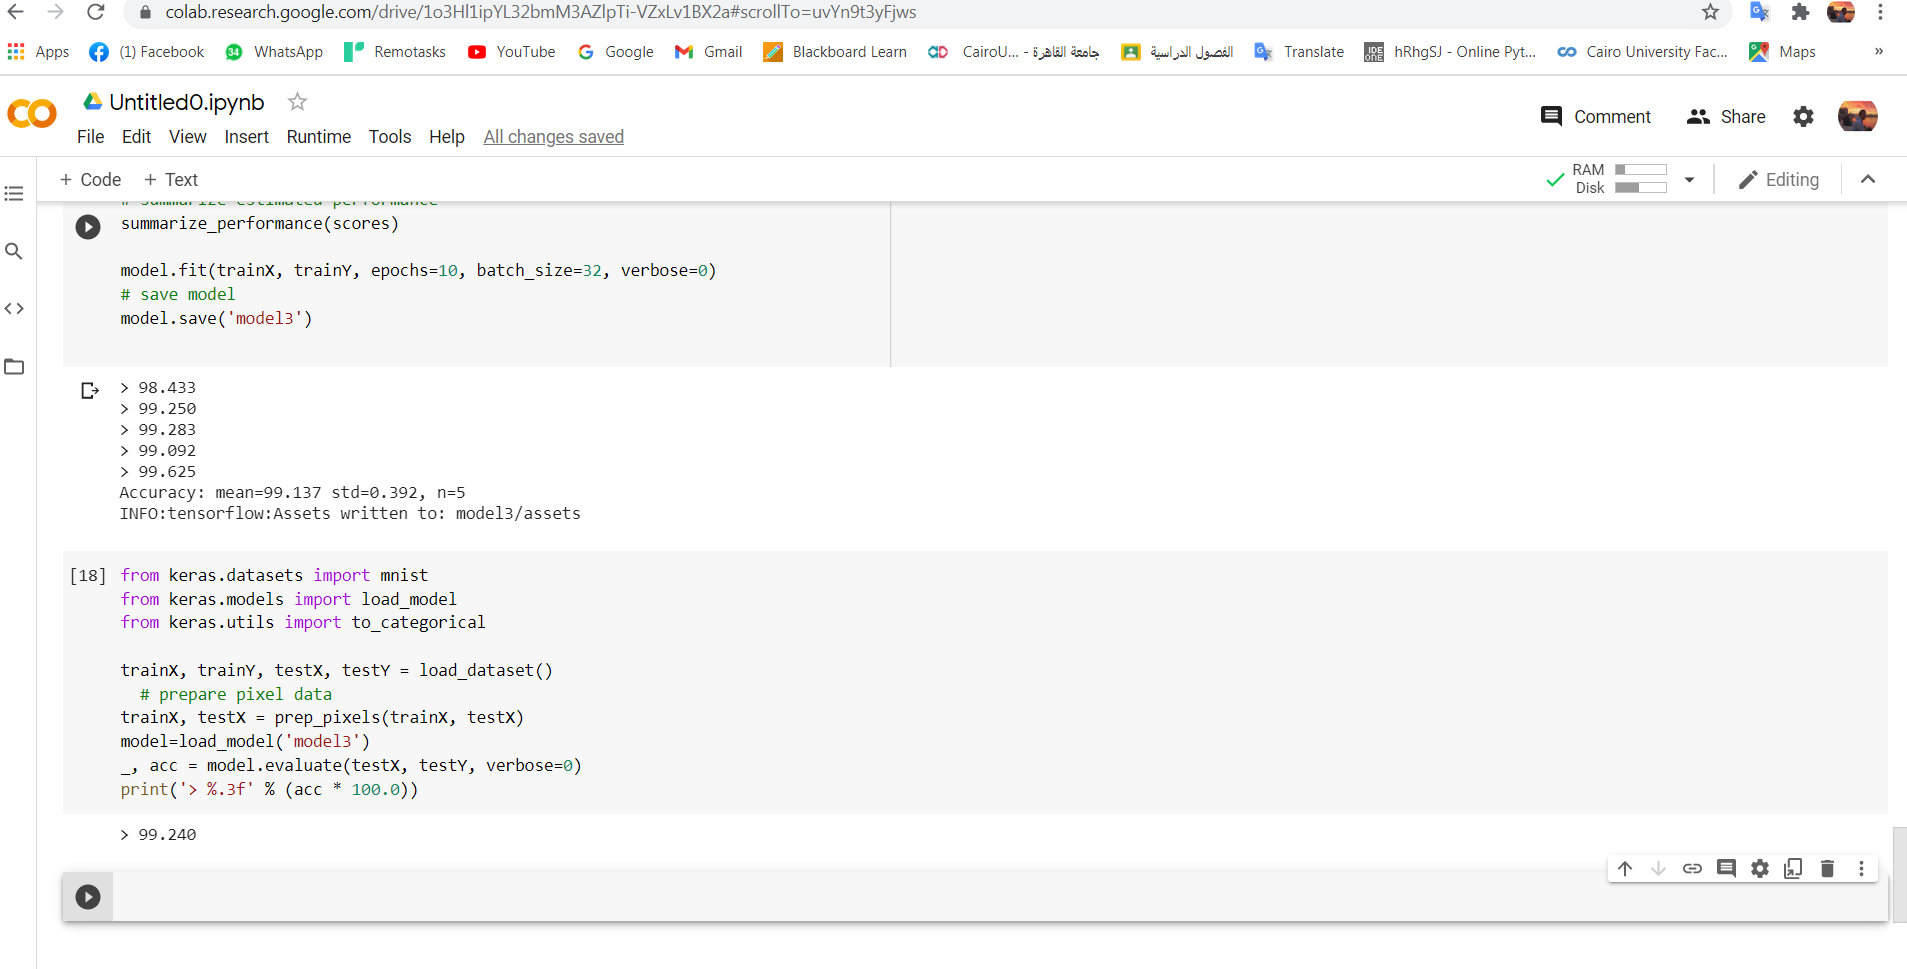 colab.research.google.com/drive/1o3Hl1ipYL32bmM3AZlpTi-VZxLv1BX2a#scrollTo=uvYn9t3yFjws
Apps (1) Facebook 34 WhatsApp Remotasks YouTube Google Gmail Blackboard Learn CairoU... - جامعة القاهرة الفصول الدراسية Translate IDE ONE hRhgSJ - Online Pyt... Cairo University Fac... Maps »
Untitled0.ipynb
Comment Share
File Edit View Insert Runtime Tools Help All changes saved
+ Code + Text RAM Disk Editing
# summarize estimated performance
summarize_performance(scores)
model.fit(trainX, trainY, epochs=10, batch_size=32, verbose=0)
# save model
model.save('model3')
> 98.433
> 99.250
> 99.283
> 99.092
> 99.625
Accuracy: mean=99.137 std=0.392, n=5
INFO:tensorflow:Assets written to: model3/assets
[18] from keras.datasets import mnist
from keras.models import load_model
from keras.utils import to_categorical
trainX, trainY, testX, testY = load_dataset()
# prepare pixel data
trainX, testX = prep_pixels(trainX, testX)
model=load_model('model3')
_, acc = model.evaluate(testX, testY, verbose=0)
print('> %.3f' % (acc * 100.0))
> 99.240